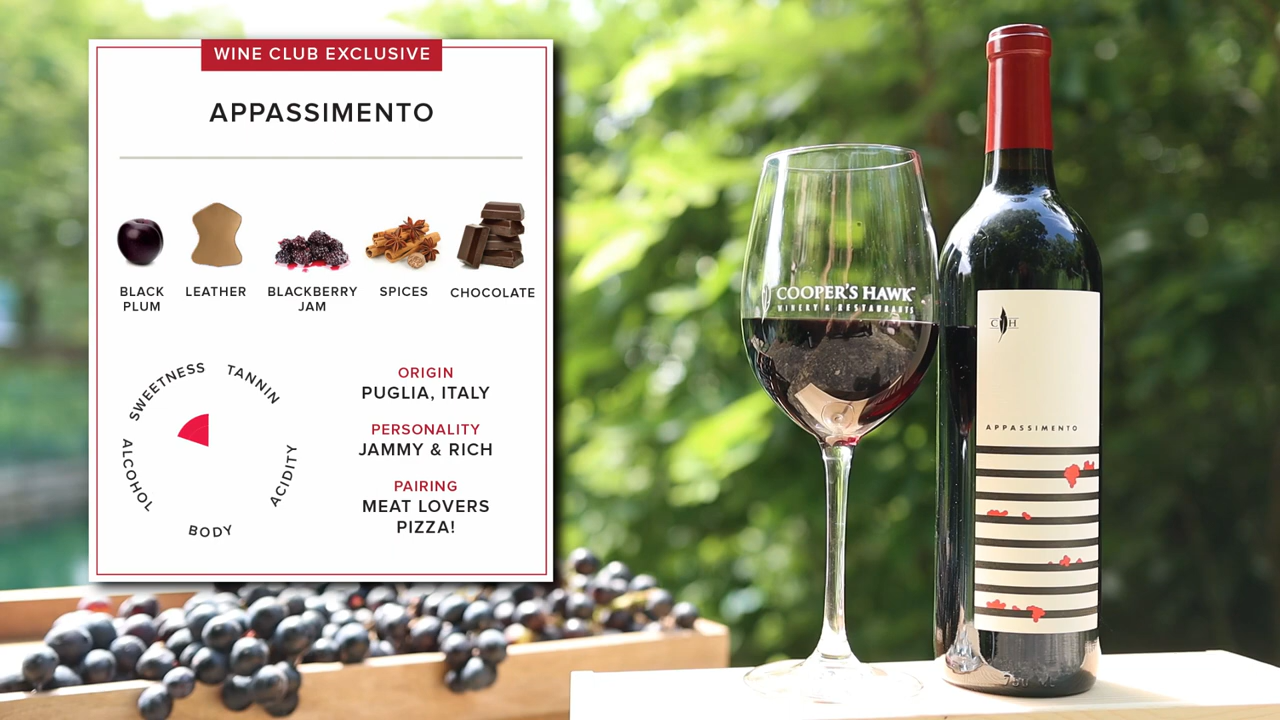 WINE CLUB EXCLUSIVE
APPASSIMENTO
BLACK
PLUM
LEATHER
BLACKBERRY
JAM
SPICES
CHOCOLATE
SWEETNESS
TANNIN
ACIDITY
BODY
ALCOHOL
ORIGIN
PUGLIA, ITALY
PERSONALITY
JAMMY & RICH
PAIRING
MEAT LOVERS
PIZZA!
COOPER'S HAWK
WINERY & RESTAURANTS
CH
APPASSIMENTO